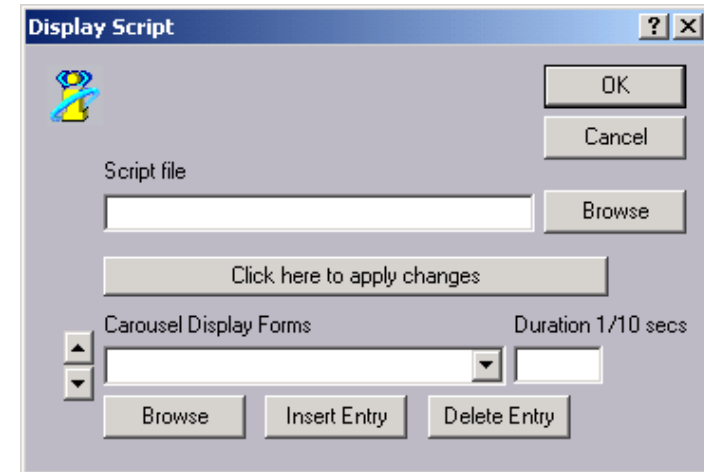 Display Script
OK
Cancel
Script file
Browse
Click here to apply changes
Carousel Display Forms Duration 1/10 secs
Browse Insert Entry Delete Entry